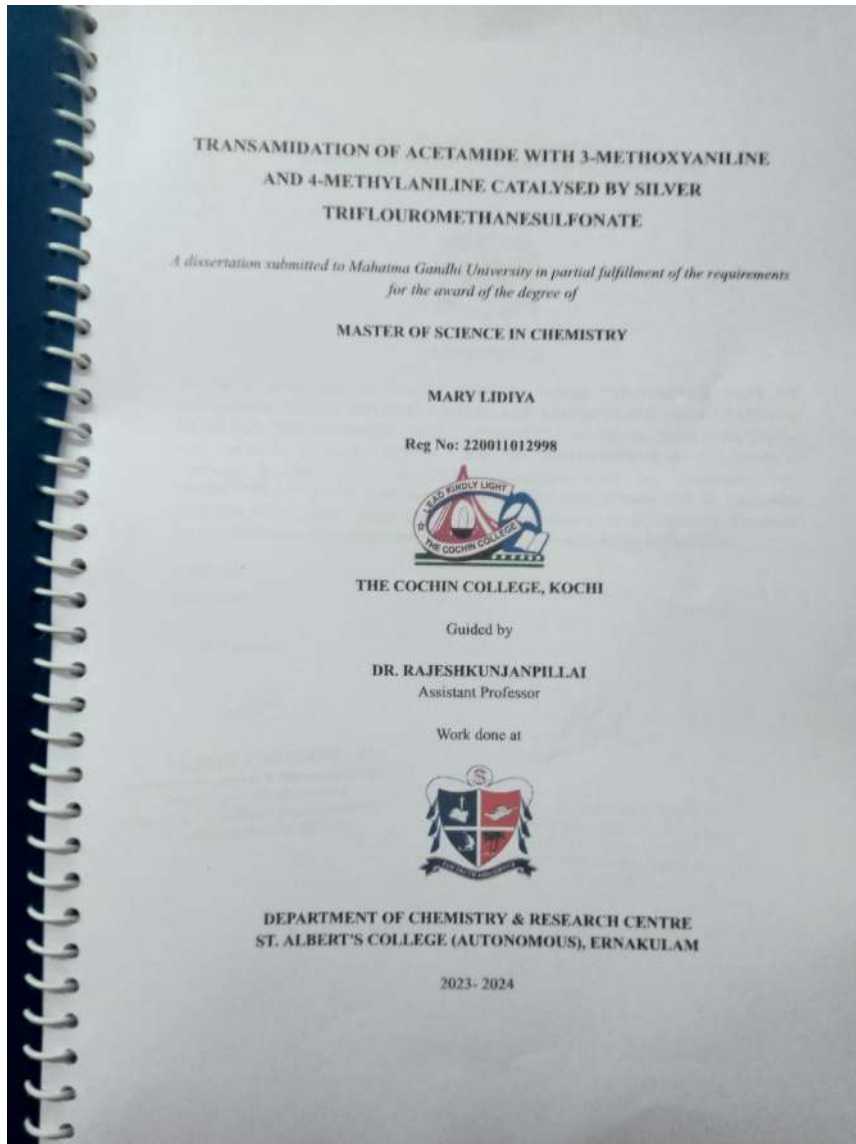 TRANSAMIDATION OF ACETAMIDE WITH 3-METHOXYANILINE
AND 4-METHYLANILINE CATALYSED BY SILVER
TRIFLOUROMETHANESULFONATE
A dissertation submitted to Mahatma Gandhi University in partial fulfillment of the requirements
for the award of the degree of
MASTER OF SCIENCE IN CHEMISTRY
MARY LIDIYA
Reg No: 220011012998
LEAD KINDLY LIGHT
THE COCHIN COLLEGE
THE COCHIN COLLEGE, KOCHI
Guided by
DR. RAJESHKUNJANPILLAI
Assistant Professor
Work done at
S
DEPARTMENT OF CHEMISTRY & RESEARCH CENTRE
ST. ALBERT'S COLLEGE (AUTONOMOUS), ERNAKULAM
2023- 2024